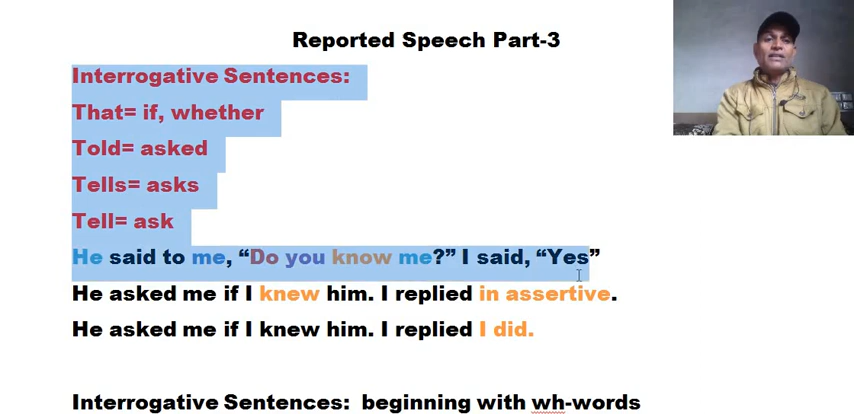 Reported Speech Part-3
Interrogative Sentences:
That= if, whether
Told= asked
Tells= asks
Tell= ask
He said to me, “Do you know me?” I said, “Yes”
He asked me if I knew him. I replied in assertive.
He asked me if I knew him. I replied I did.
Interrogative Sentences:  beginning with wh-words